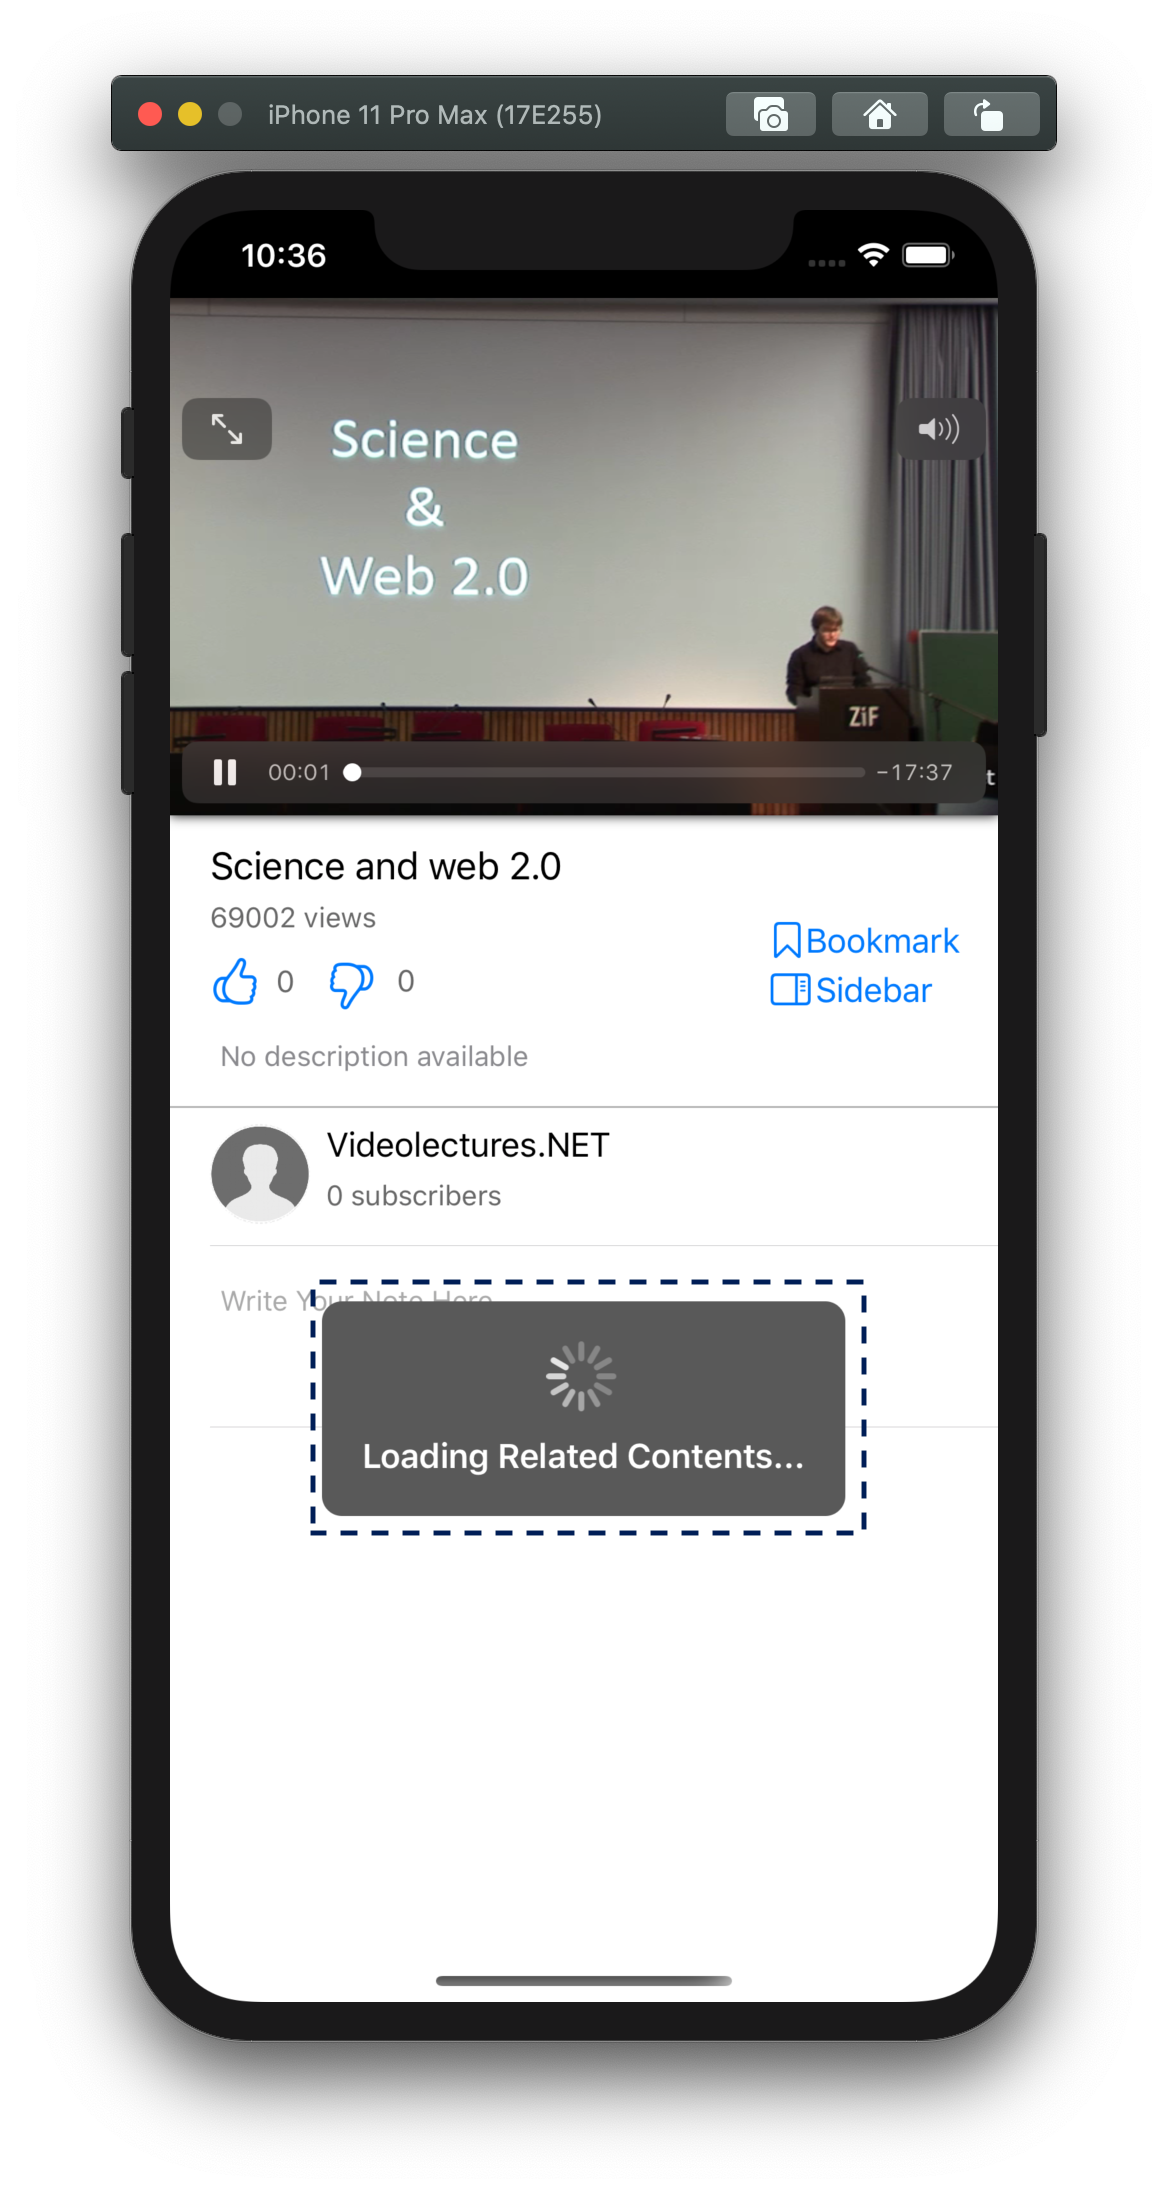 iPhone 11 Pro Max (17E255)
10:36
Science
&
Web 2.0
ZiF
00:01
-17:37
t
Science and web 2.0
69002 views
Bookmark
0
0
Sidebar
No description available
Videolectures.NET
0 subscribers
Write Your Note Here
Loading Related Contents...